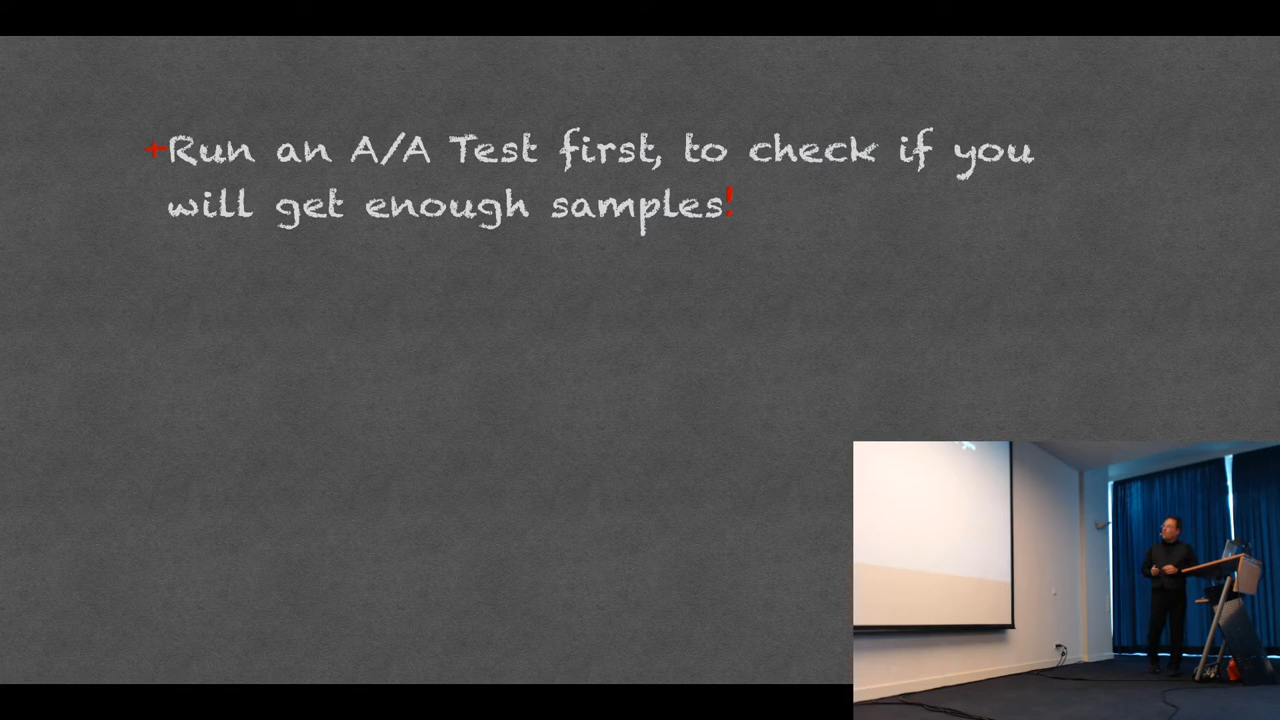 +Run an A/A Test first, to check if you
will get enough samples!